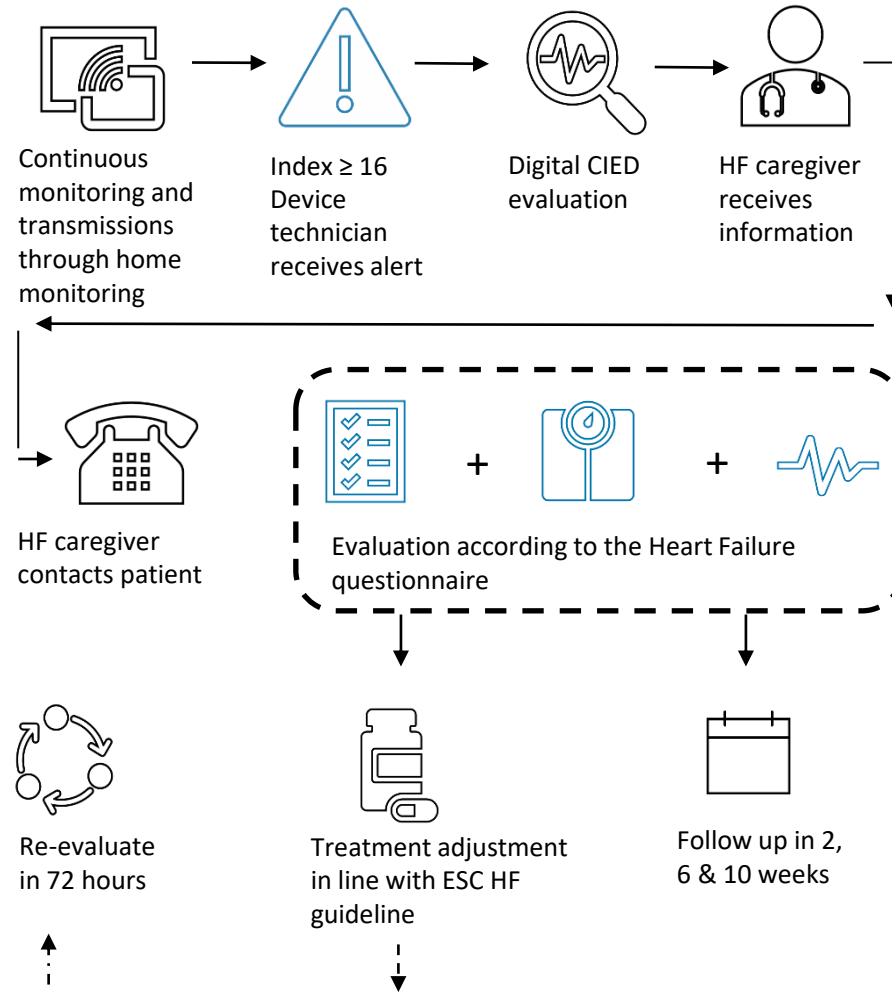 Continuous
monitoring and
transmissions
through home
monitoring
Index ≥ 16
Device
technician
receives alert
Digital CIED
evaluation
HF caregiver
receives
information
HF caregiver
contacts patient
+
+
Evaluation according to the Heart Failure
questionnaire
Re-evaluate
in 72 hours
Treatment adjustment
in line with ESC HF
guideline
Follow up in 2,
6 & 10 weeks